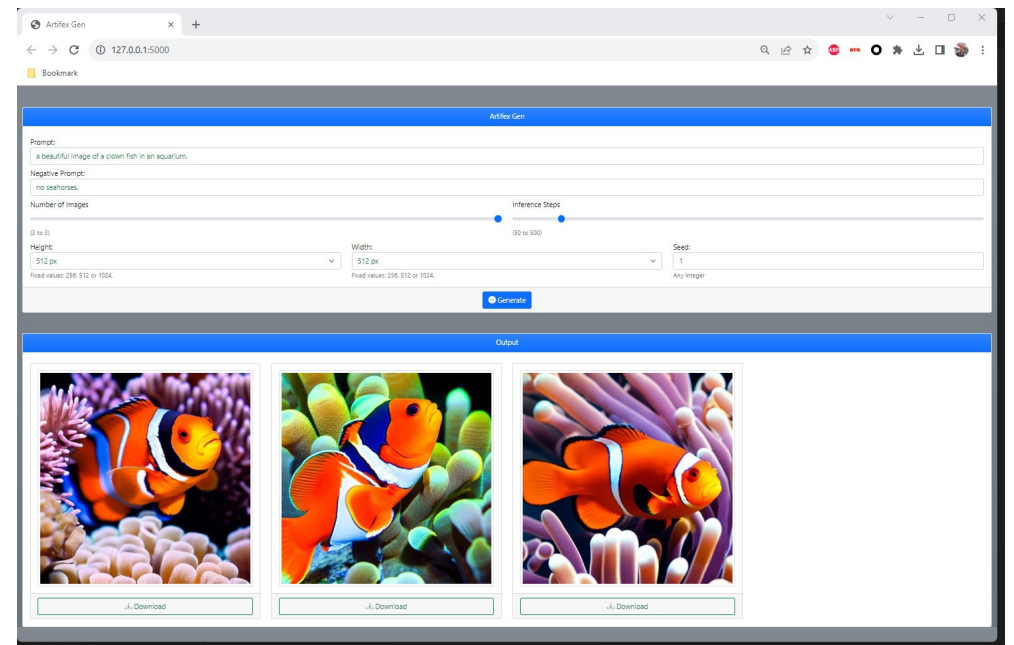 Artifex Gen
127.0.0.1:5000
Bookmark
Artifex Gen
Prompt:
a beautiful image of a clown fish in an aquarium.
Negative Prompt:
no seahorses.
Number of Images
Inference Steps
(3 to 3)
(50 to 500)
Height:
Width:
Seed:
512 px
512 px
1
Fixed values: 256, 512 or 1024.
Fixed values: 256, 512 or 1024.
Any integer
Generate
Output
Download
Download
Download